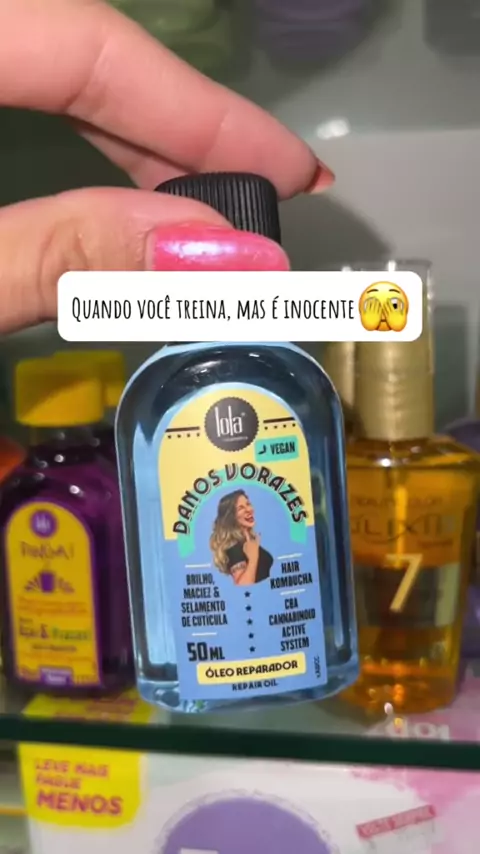 QUANDO VOCÊ TREINA, MAS É INOCENTE
lola
VEGAN
DANOS VORAZES
BRILHO,
MACIEZ &
SELAMENTO
DE CUTÍCULA
HAIR
KOMBUCHA
CBA
CANNABINOID
ACTIVE
SYSTEM
50ML
ÓLEO REPARADOR
REPAIR OIL
7
LEVE MAIS
PAGUE
MENOS